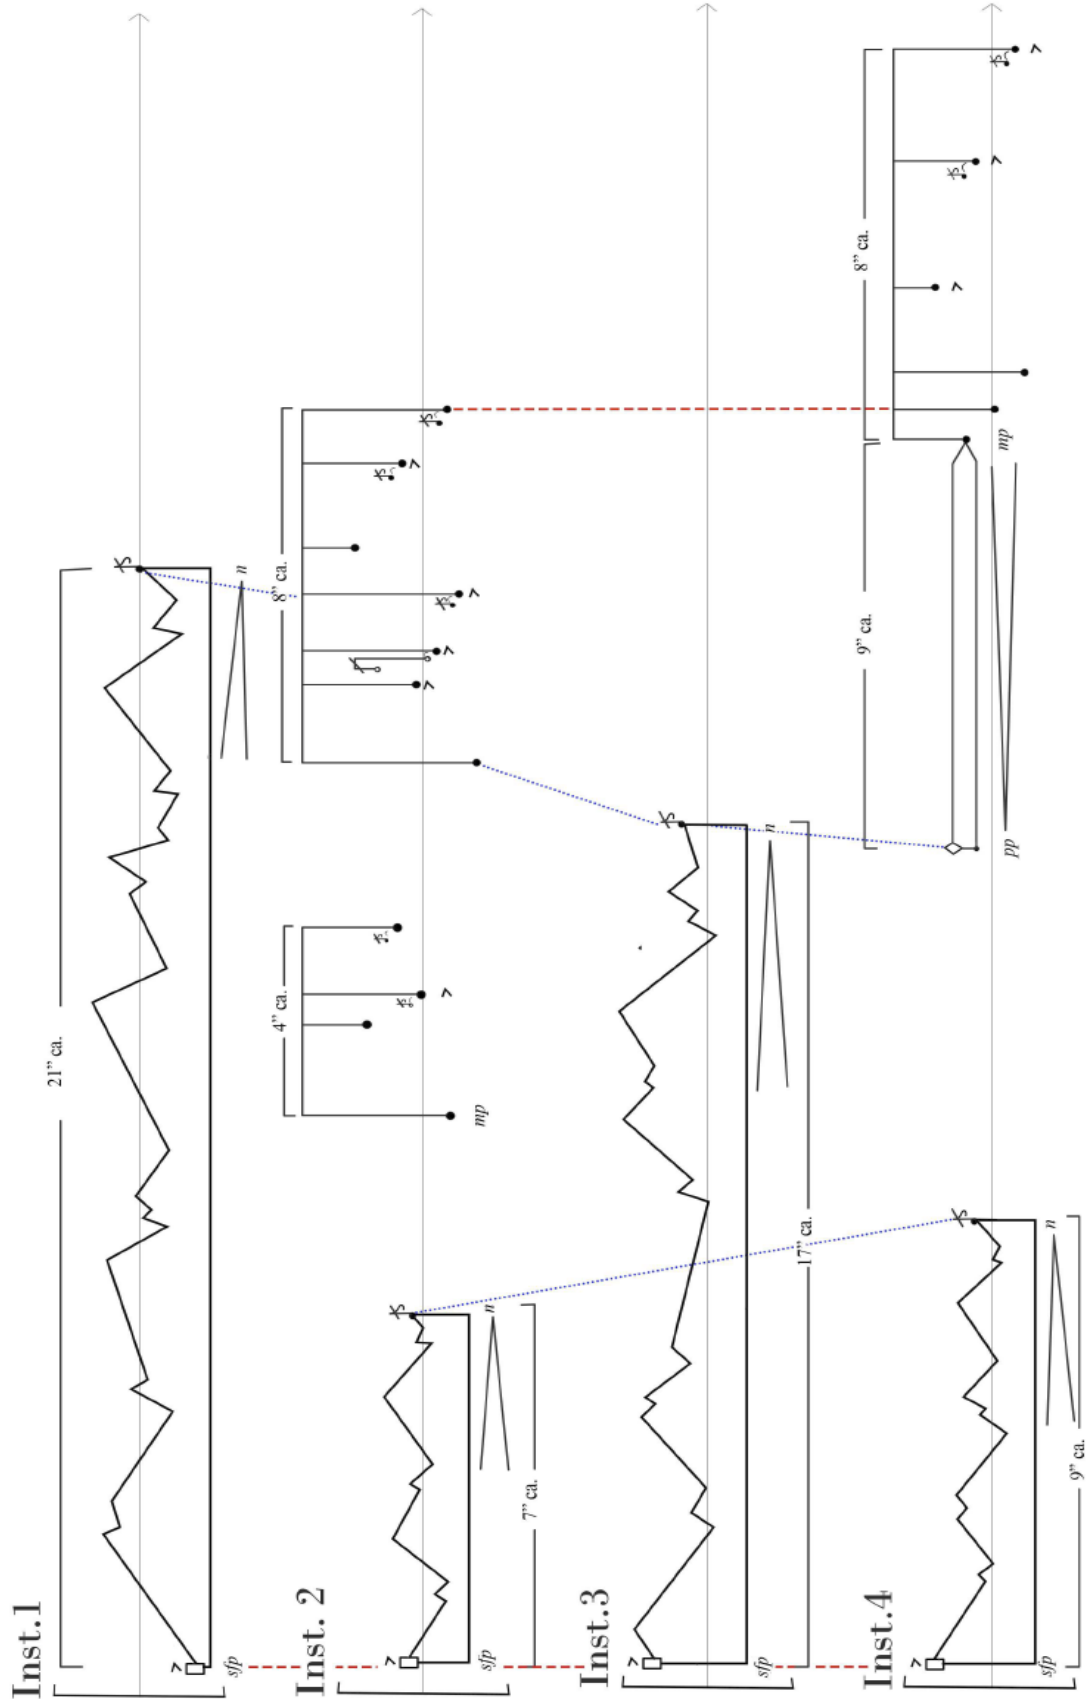 Inst.1
21” ca.
sfp
n
Inst. 2
sfp
n
7” ca.
4” ca.
mp
8” ca.
Inst.3
sfp
n
17” ca.
Inst.4
sfp
n
9” ca.
9” ca.
pp
mp
8” ca.